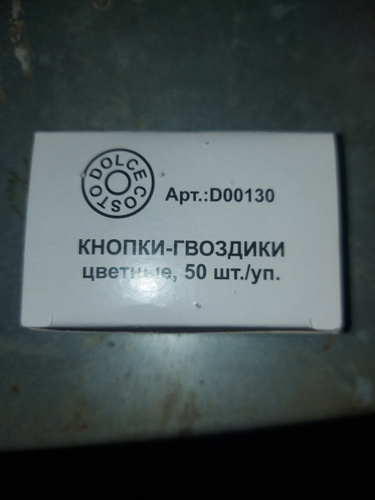 DOLCE COSTO
Арт.:D00130
КНОПКИ-ГВОЗДИКИ
цветные, 50 шт./уп.